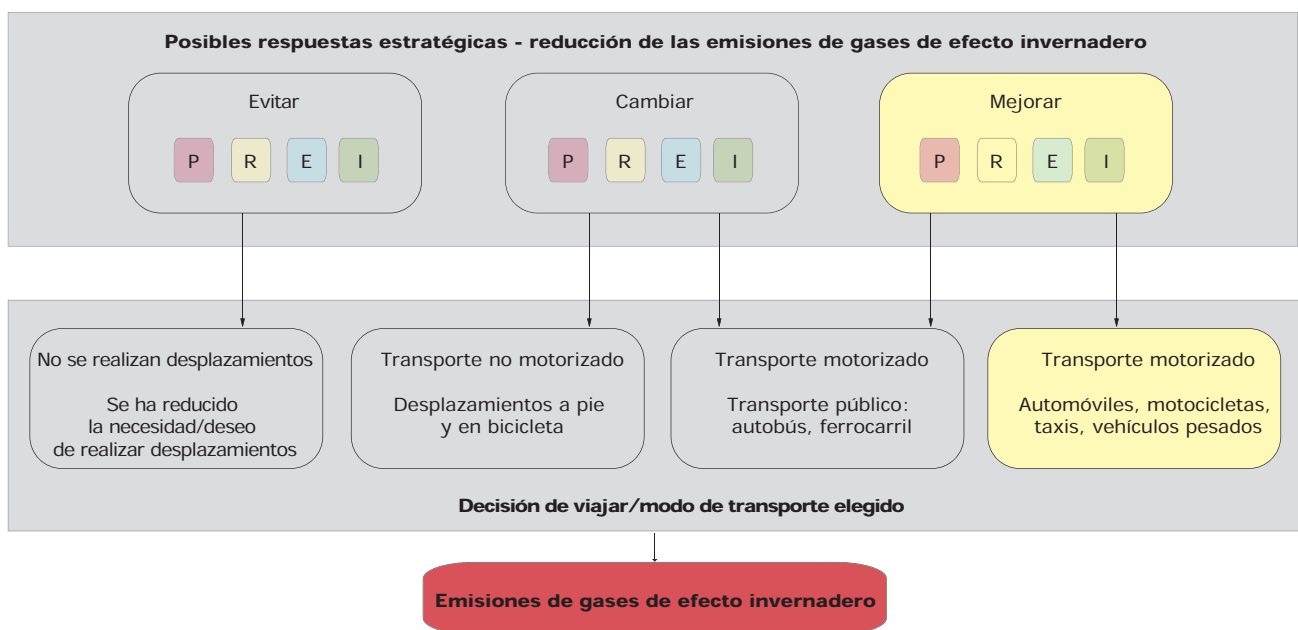 Posibles respuestas estratégicas - reducción de las emisiones de gases de efecto invernadero
Evitar
P R E I
Cambiar
P R E I
Mejorar
P R E I
No se realizan desplazamientos
Se ha reducido
la necesidad/deseo
de realizar desplazamientos
Transporte no motorizado
Desplazamientos a pie
y en bicicleta
Transporte motorizado
Transporte público:
autobús, ferrocarril
Transporte motorizado
Automóviles, motocicletas,
taxis, vehículos pesados
Decisión de viajar/modo de transporte elegido
Emisiones de gases de efecto invernadero